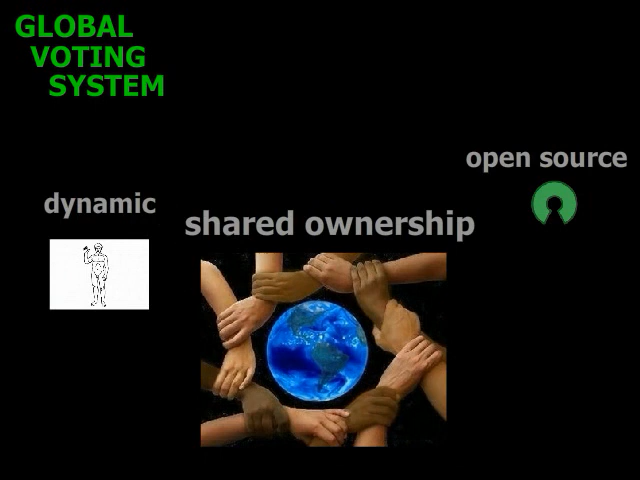 GLOBAL
VOTING
SYSTEM
open source
dynamic
shared ownership